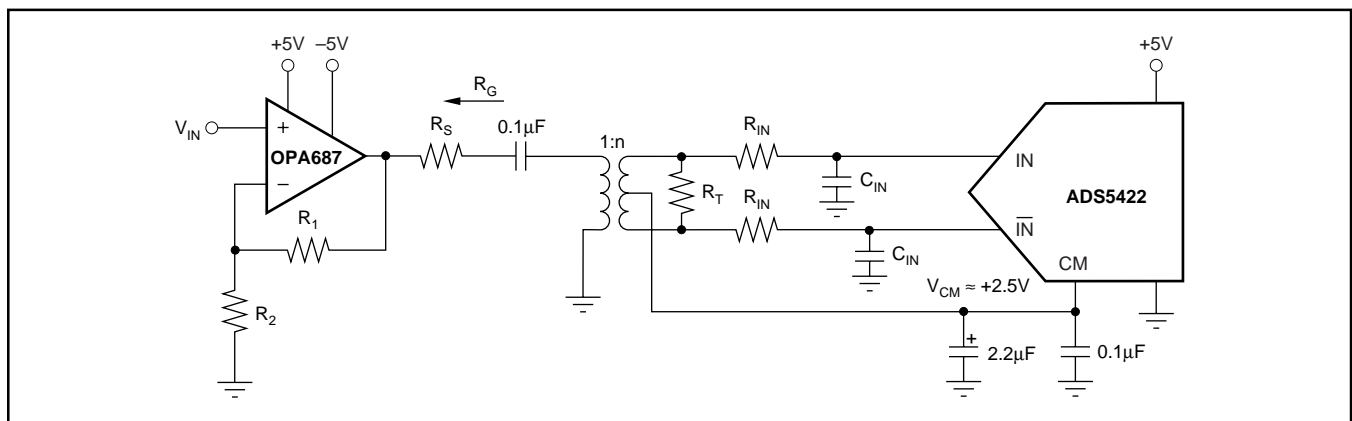 +5V –5V
+5V
R_G
V_IN
+
OPA687
–
R_S
0.1µF
1:n
R_IN
IN
C_IN
R_T
ADS5422
R_IN
I̅N̅
R_1
C_IN
CM
V_CM ≈ +2.5V
R_2
+
2.2µF
0.1µF